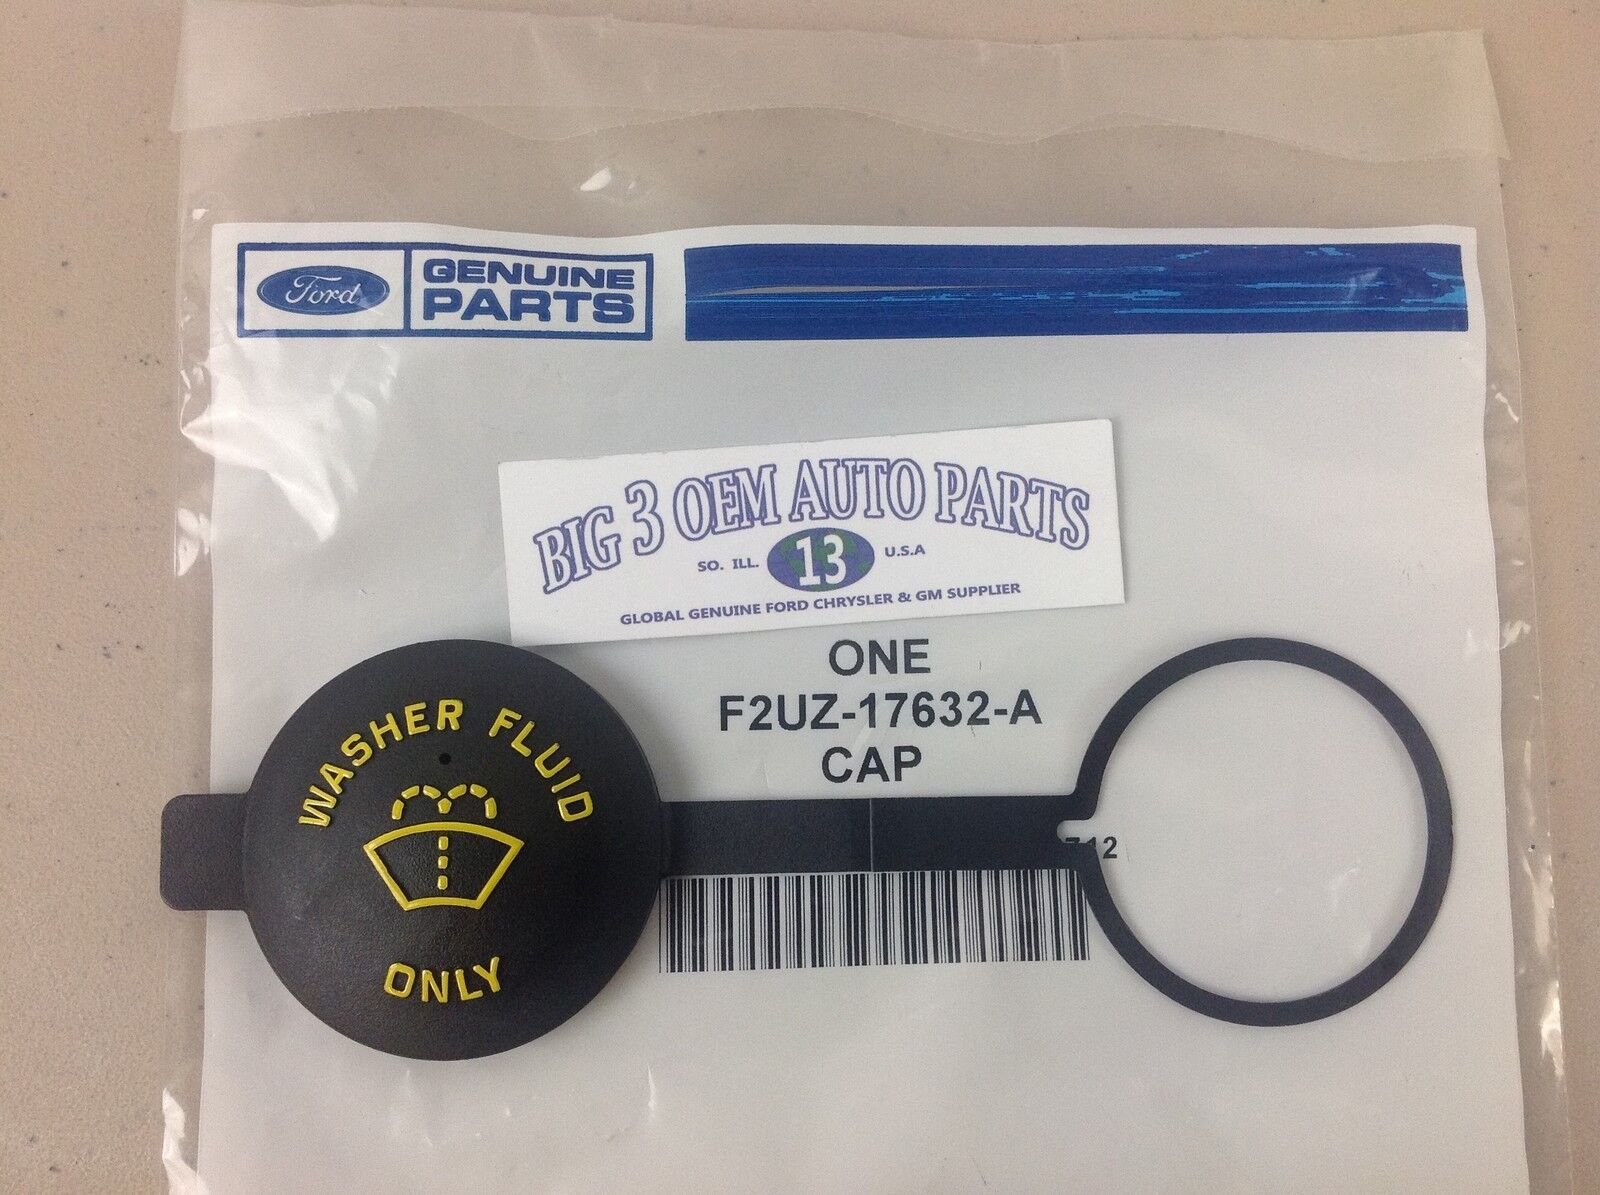 Ford
GENUINE
PARTS
BIG 3 OEM AUTO PARTS
SO. ILL. 13 U.S.A
GLOBAL GENUINE FORD CHRYSLER & GM SUPPLIER
ONE
F2UZ-17632-A
CAP
712
WASHER FLUID
ONLY